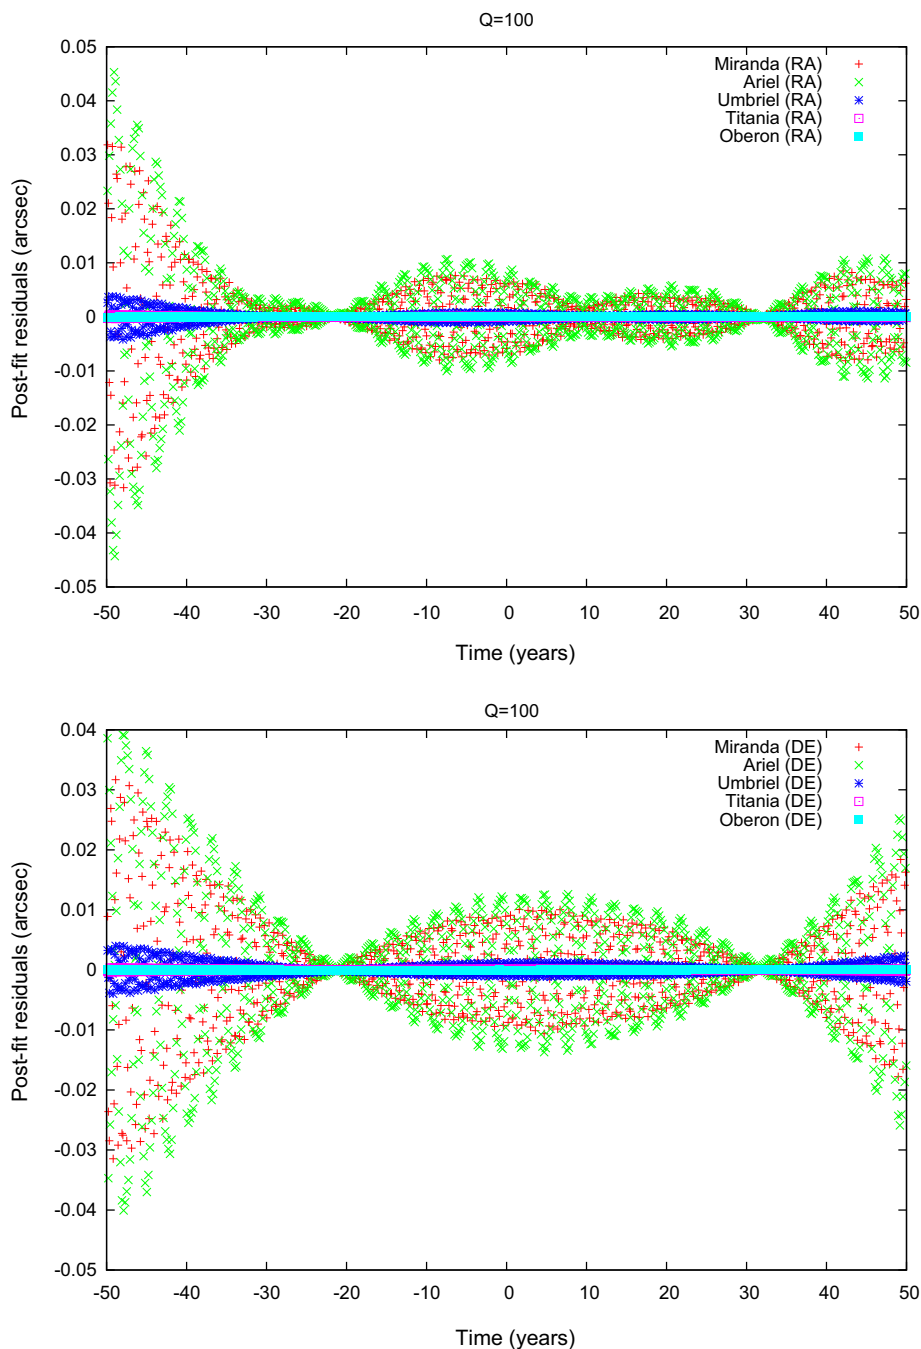 Q=100
Miranda (RA)
Ariel (RA)
Umbriel (RA)
Titania (RA)
Oberon (RA)
0.05
0.04
0.03
0.02
0.01
0
-0.01
-0.02
-0.03
-0.04
-0.05
Post-fit residuals (arcsec)
-50 -40 -30 -20 -10 0 10 20 30 40 50
Time (years)
Q=100
Miranda (DE)
Ariel (DE)
Umbriel (DE)
Titania (DE)
Oberon (DE)
0.04
0.03
0.02
0.01
0
-0.01
-0.02
-0.03
-0.04
-0.05
Post-fit residuals (arcsec)
-50 -40 -30 -20 -10 0 10 20 30 40 50
Time (years)